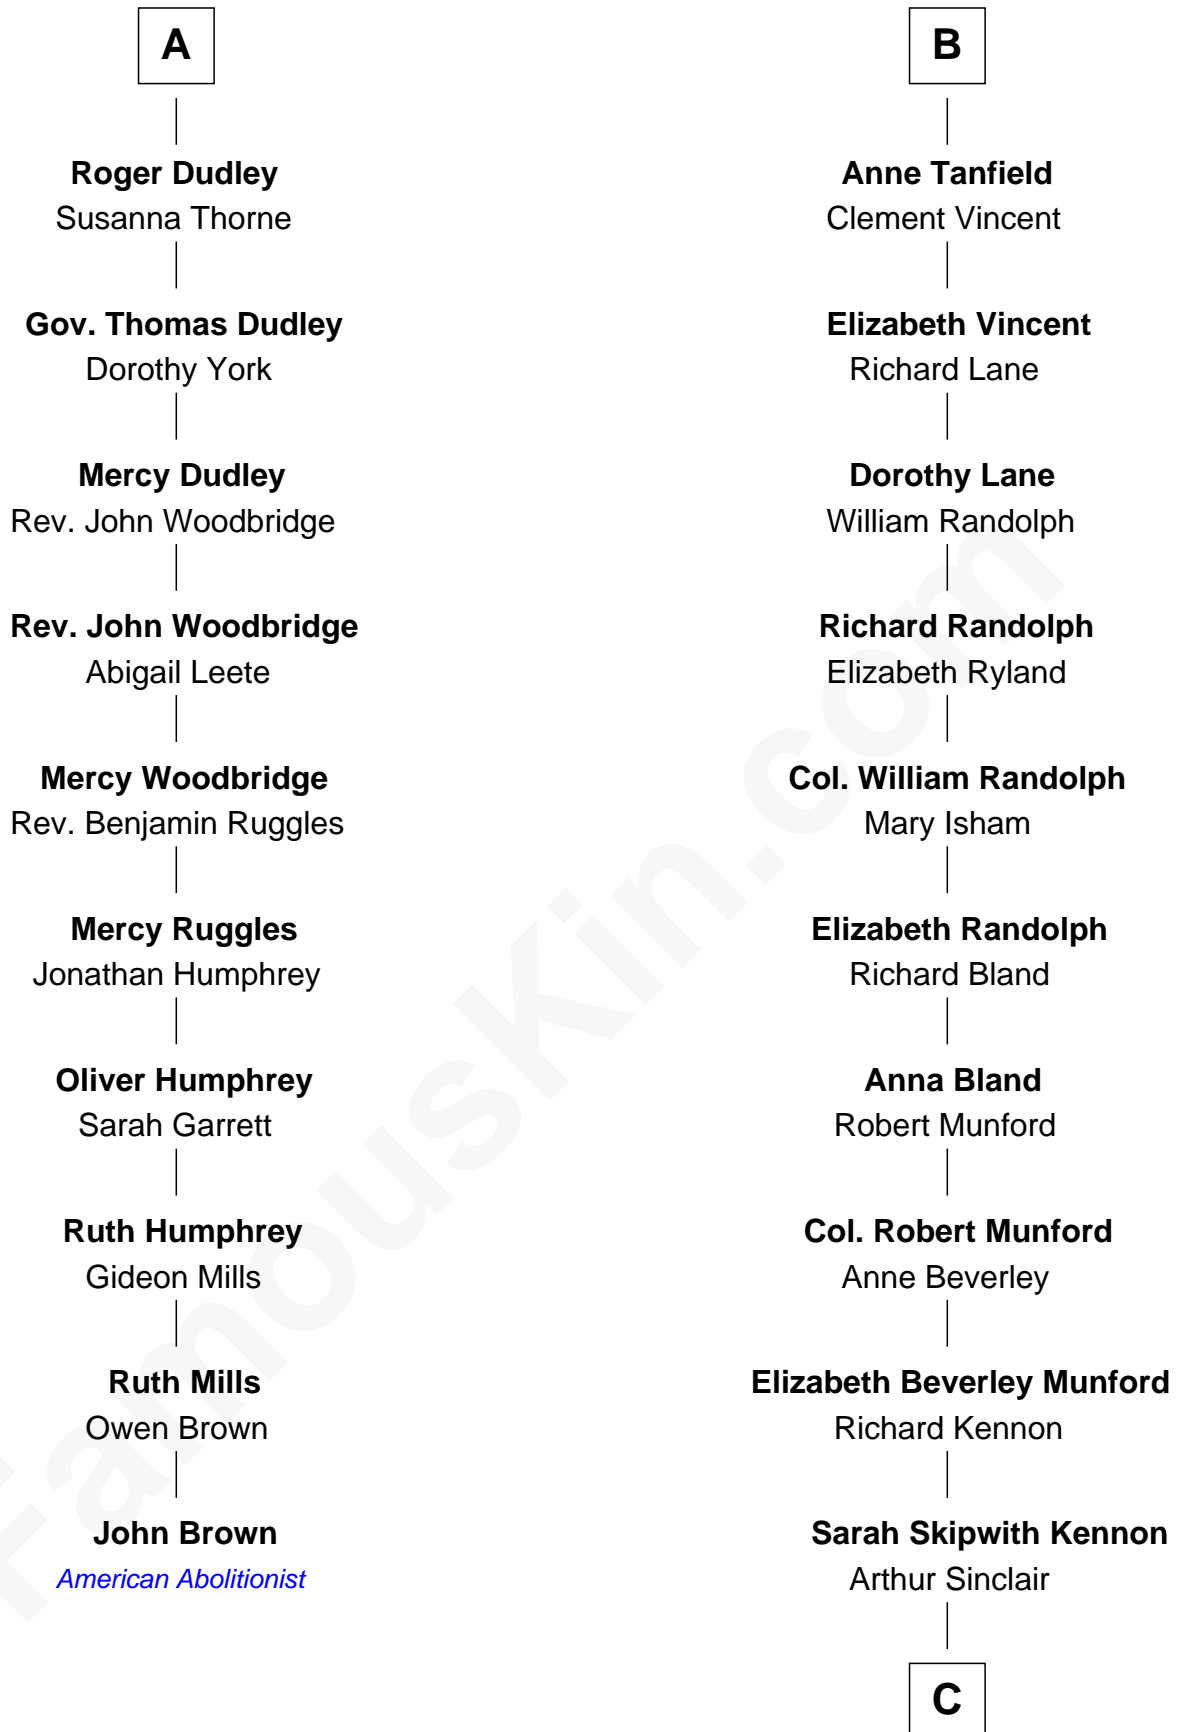 A
Roger Dudley
Susanna Thorne
Gov. Thomas Dudley
Dorothy York
Mercy Dudley
Rev. John Woodbridge
Rev. John Woodbridge
Abigail Leete
Mercy Woodbridge
Rev. Benjamin Ruggles
Mercy Ruggles
Jonathan Humphrey
Oliver Humphrey
Sarah Garrett
Ruth Humphrey
Gideon Mills
Ruth Mills
Owen Brown
John Brown
American Abolitionist
B
Anne Tanfield
Clement Vincent
Elizabeth Vincent
Richard Lane
Dorothy Lane
William Randolph
Richard Randolph
Elizabeth Ryland
Col. William Randolph
Mary Isham
Elizabeth Randolph
Richard Bland
Anna Bland
Robert Munford
Col. Robert Munford
Anne Beverley
Elizabeth Beverley Munford
Richard Kennon
Sarah Skipwith Kennon
Arthur Sinclair
C
FamousKin.com